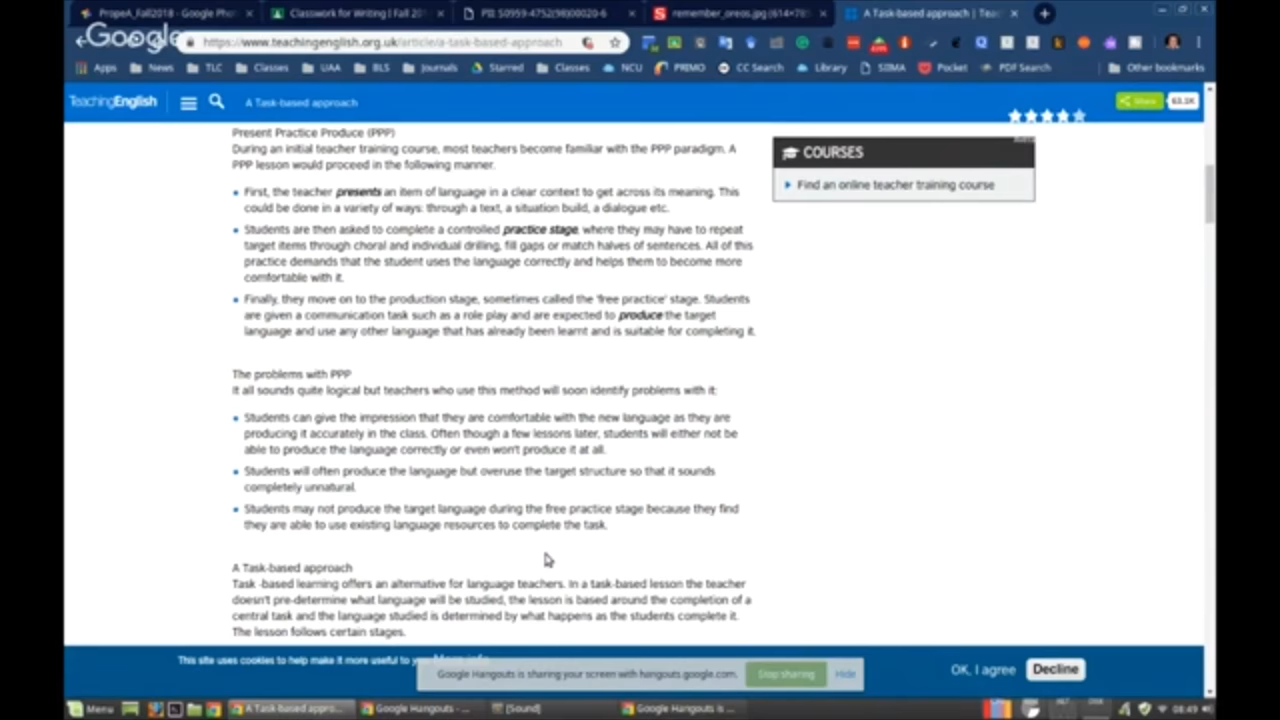 PropeA_Fall2018 - Google Phot
Classwork for Writing I Fall 201
PII: S0959-4752(98)00020-6
remember_oreos.jpg (614×78
A Task-based approach | Teac
Google
https://www.teachingenglish.org.uk/article/a-task-based-approach
Apps News TLC Classes UAA BLS Journals Starred Classes NCU PRIMO CC Search Library SIIMA Pocket PDF Search Other bookmarks
TeachingEnglish
A Task-based approach
Share
Present Practice Produce (PPP)
During an initial teacher training course, most teachers become familiar with the PPP paradigm. A
PPP lesson would proceed in the following manner.
First, the teacher presents an item of language in a clear context to get across its meaning. This
could be done in a variety of ways: through a text, a situation build, a dialogue etc.
Students are then asked to complete a controlled practice stage, where they may have to repeat
target items through choral and individual drilling, fill gaps or match halves of sentences. All of this
practice demands that the student uses the language correctly and helps them to become more
comfortable with it.
Finally, they move on to the production stage, sometimes called the 'free practice' stage. Students
are given a communication task such as a role play and are expected to produce the target
language and use any other language that has already been learnt and is suitable for completing it.
The problems with PPP
It all sounds quite logical but teachers who use this method will soon identify problems with it:
Students can give the impression that they are comfortable with the new language as they are
producing it accurately in the class. Often though a few lessons later, students will either not be
able to produce the language correctly or even won't produce it at all.
Students will often produce the language but overuse the target structure so that it sounds
completely unnatural.
Students may not produce the target language during the free practice stage because they find
they are able to use existing language resources to complete the task.
A Task-based approach
Task -based learning offers an alternative for language teachers. In a task-based lesson the teacher
doesn't pre-determine what language will be studied, the lesson is based around the completion of a
central task and the language studied is determined by what happens as the students complete it.
The lesson follows certain stages.
COURSES
Find an online teacher training course
This site uses cookies to help make it more useful to
OK, I agree
Decline
Google Hangouts is sharing your screen with hangouts.google.com.
Stop sharing
Hide
Menu
A Task-based appro...
Google Hangouts - ...
[Sound]
Google Hangouts is ...
08:49